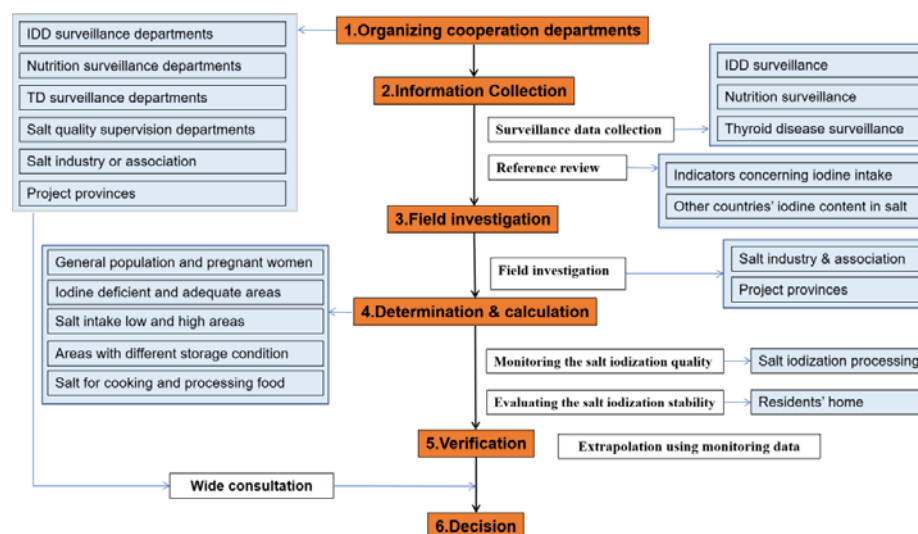 1.Organizing cooperation departments
IDD surveillance departments
Nutrition surveillance departments
TD surveillance departments
Salt quality supervision departments
Salt industry or association
Project provinces
2.Information Collection
Surveillance data collection
IDD surveillance
Nutrition surveillance
Thyroid disease surveillance
Reference review
Indicators concerning iodine intake
Other countries' iodine content in salt
3.Field investigation
Field investigation
Salt industry & association
Project provinces
4.Determination & calculation
General population and pregnant women
Iodine deficient and adequate areas
Salt intake low and high areas
Areas with different storage condition
Salt for cooking and processing food
Monitoring the salt iodization quality
Salt iodization processing
Evaluating the salt iodization stability
Residents' home
5.Verification
Extrapolation using monitoring data
Wide consultation
6.Decision